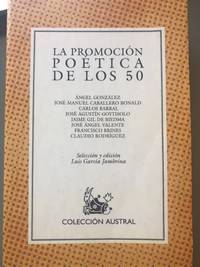 LA PROMOCIÓN
POÉTICA
DE LOS 50
ÁNGEL GONZÁLEZ
JOSÉ MANUEL CABALLERO BONALD
CARLOS BARRAL
JOSÉ AGUSTÍN GOYTISOLO
JAIME GIL DE BIEDMA
JOSÉ ÁNGEL VALENTE
FRANCISCO BRINES
CLAUDIO RODRÍGUEZ
Selección y edición
Luis García Jambrina
COLECCIÓN AUSTRAL